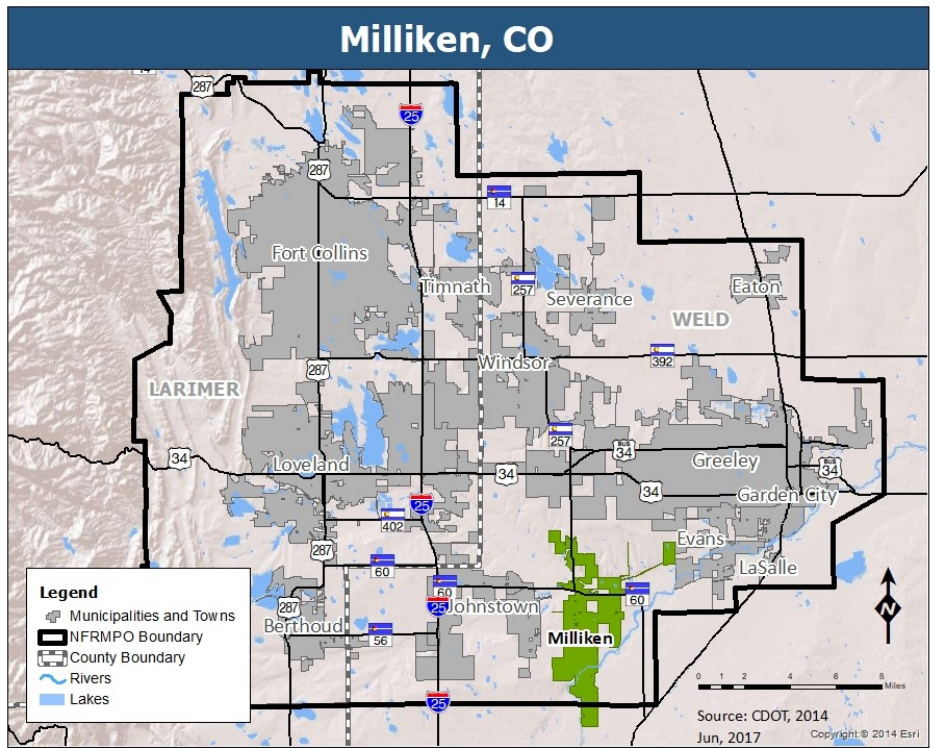 Milliken, CO
14
287
25
287
14
Fort Collins
Timnath
257
Severance
Eaton
WELD
Windsor
392
287
LARIMER
257
BUS
34
34
Loveland
34
Greeley
34
34
Garden City
25
402
Evans
287
LaSalle
60
60
60
287
25
Johnstown
Berthoud
56
Milliken
25
N
Legend
Municipalities and Towns
NFRMPO Boundary
County Boundary
Rivers
Lakes
0 1 2 4 6 8
Miles
Source: CDOT, 2014
Jun, 2017
Copyright:© 2014 Esri